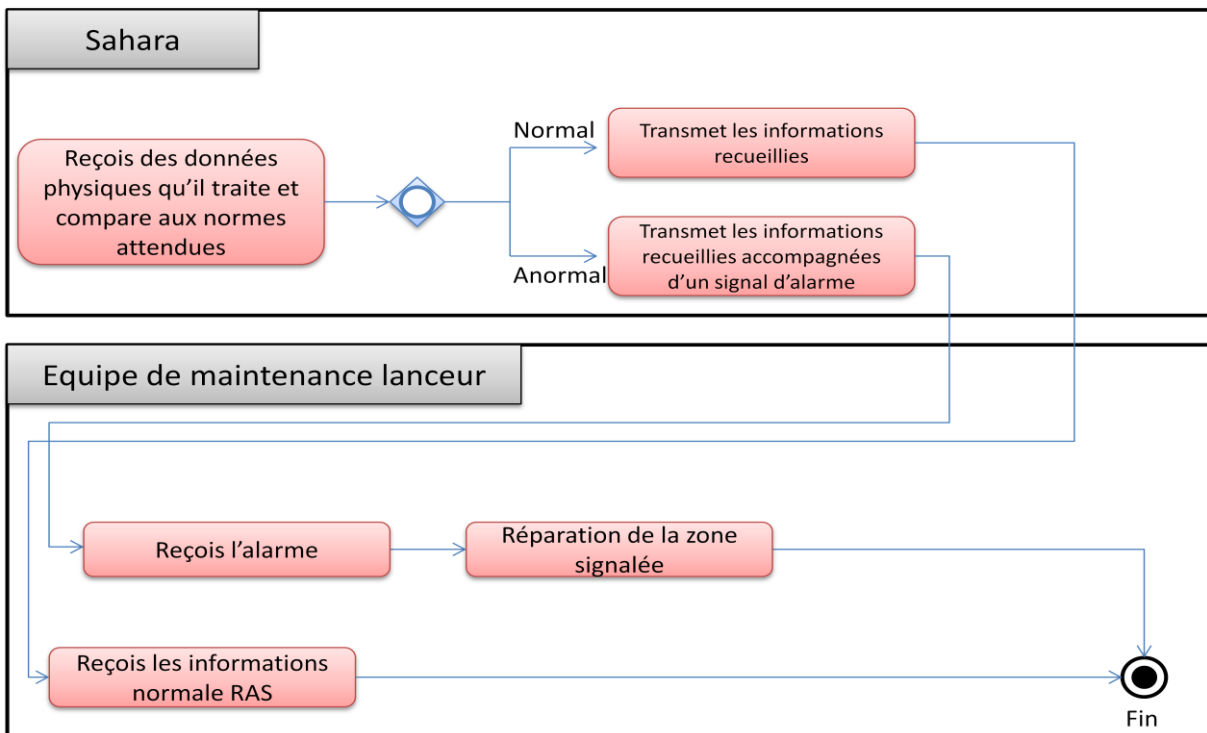 Sahara
Reçois des données
physiques qu'il traite et
compare aux normes
attendues
Normal
Transmet les informations
recueillies
Anormal
Transmet les informations
recueillies accompagnées
d'un signal d'alarme
Equipe de maintenance lanceur
Reçois l'alarme
Réparation de la zone
signalée
Reçois les informations
normale RAS
Fin